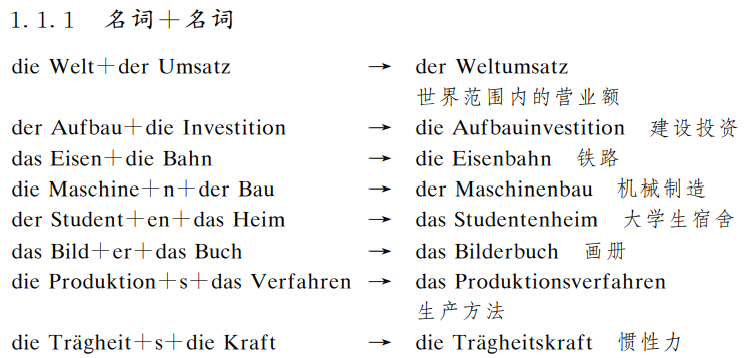 1.1.1 名词＋名词
die Welt＋der Umsatz → der Weltumsatz
世界范围内的营业额
der Aufbau＋die Investition → die Aufbauinvestition 建设投资
das Eisen＋die Bahn → die Eisenbahn 铁路
die Maschine＋n＋der Bau → der Maschinenbau 机械制造
der Student＋en＋das Heim → das Studentenheim 大学生宿舍
das Bild＋er＋das Buch → das Bilderbuch 画册
die Produktion＋s＋das Verfahren → das Produktionsverfahren
生产方法
die Trägheit＋s＋die Kraft → die Trägheitskraft 惯性力